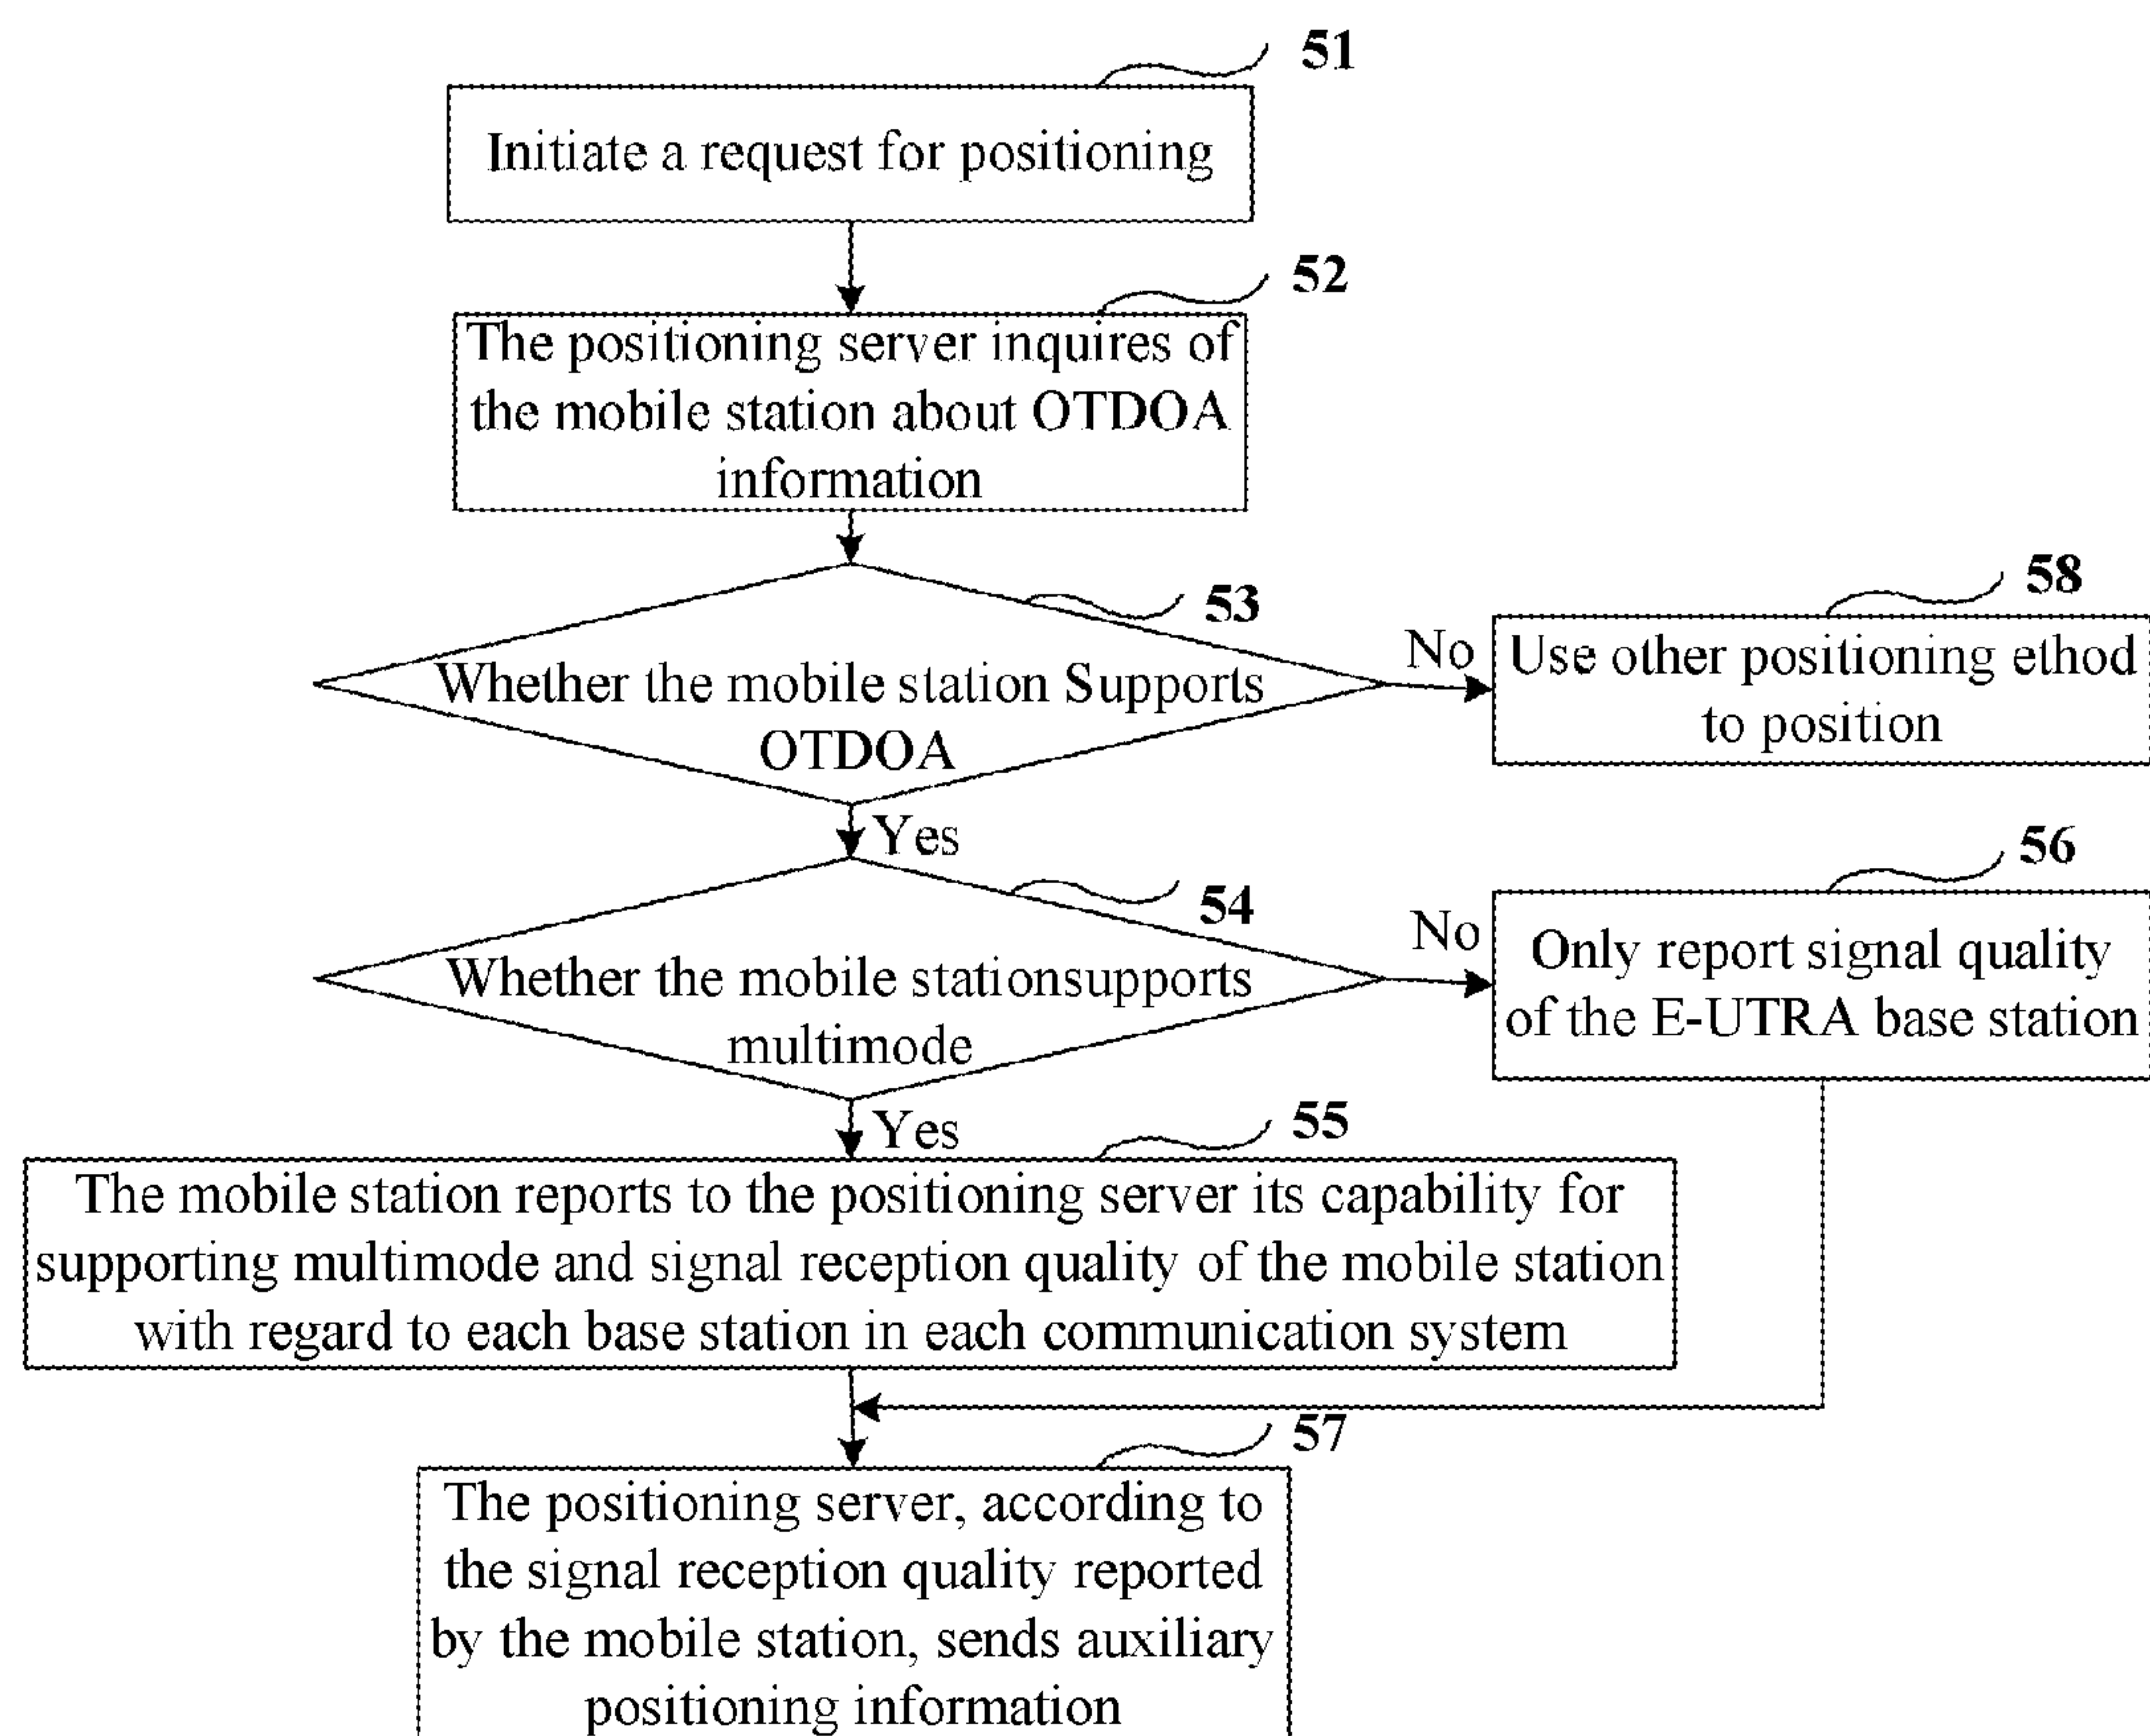 51
Initiate a request for positioning
52
The positioning server inquires of
the mobile station about OTDOA
information
53
Whether the mobile station Supports
OTDOA
No
58
Use other positioning ethod
to position
Yes
54
Whether the mobile stationsupports
multimode
No
56
Only report signal quality
of the E-UTRA base station
Yes
55
The mobile station reports to the positioning server its capability for
supporting multimode and signal reception quality of the mobile station
with regard to each base station in each communication system
57
The positioning server, according to
the signal reception quality reported
by the mobile station, sends auxiliary
positioning information